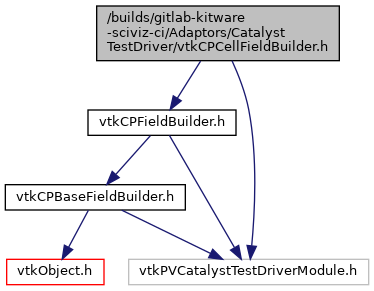 /builds/gitlab-kitware
-sciviz-ci/Adaptors/Catalyst
TestDriver/vtkCPCellFieldBuilder.h
vtkCPFieldBuilder.h
vtkCPBaseFieldBuilder.h
vtkObject.h
vtkPVCatalystTestDriverModule.h